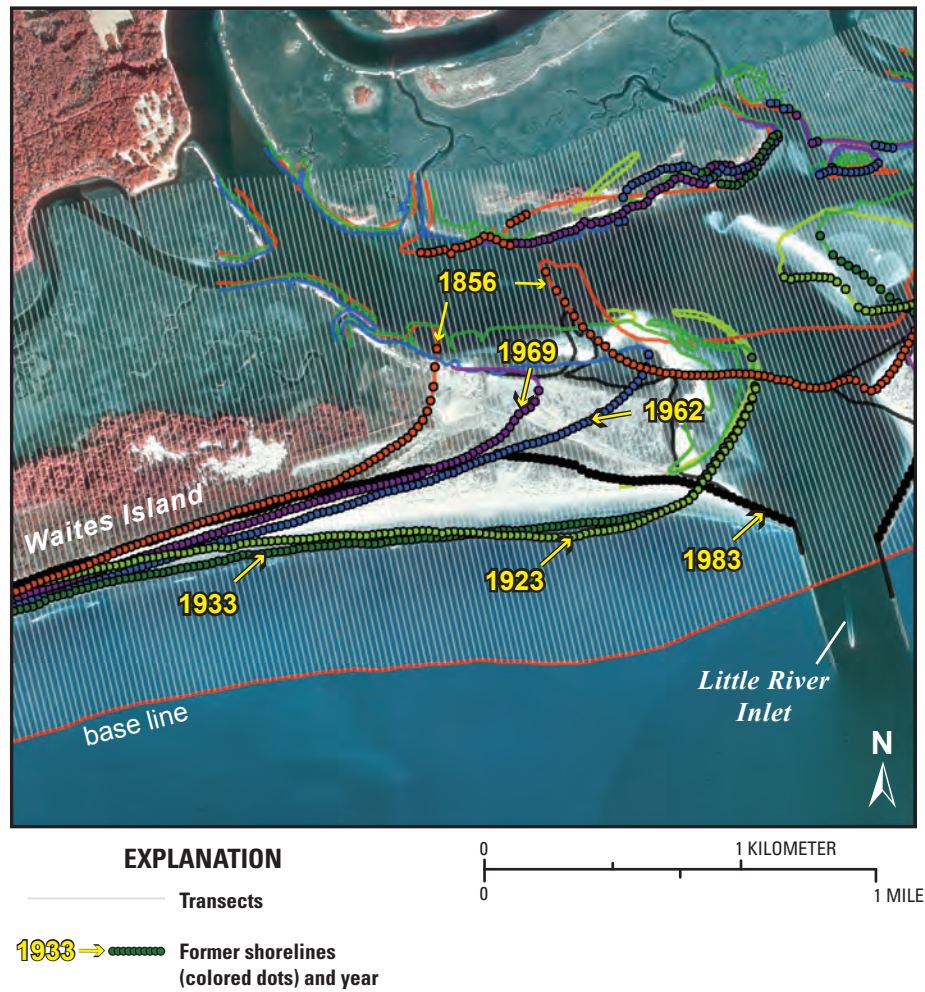 1856
1969
1962
Waites Island
1983
1923
1933
Little River
Inlet
base line
N
EXPLANATION
Transects
1933 Former shorelines
(colored dots) and year
0 1 KILOMETER
0 1 MILE